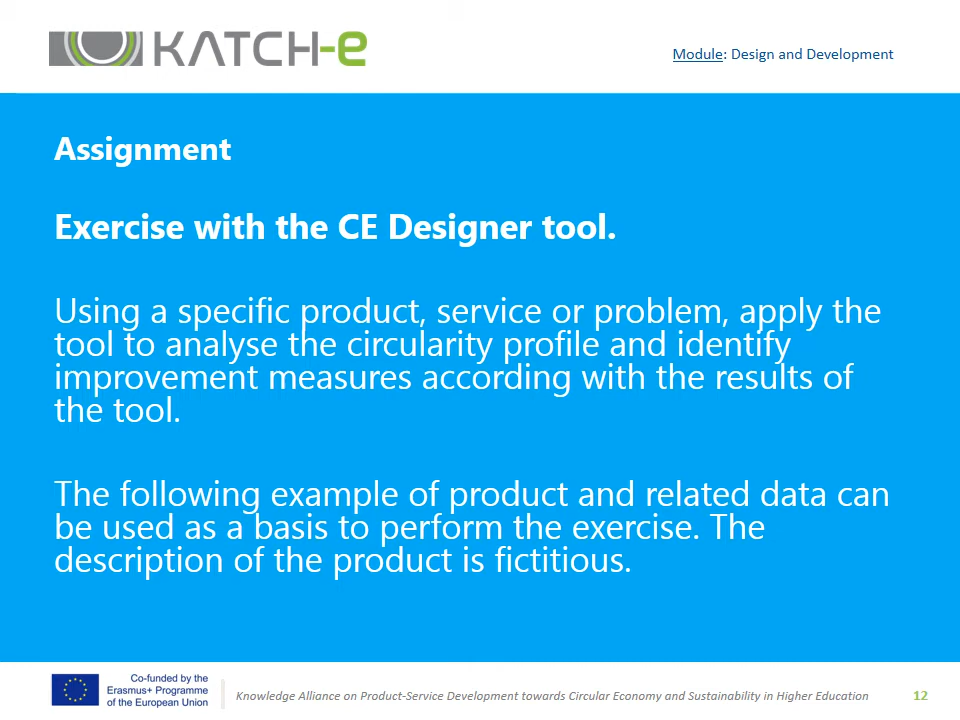 KATCH-e
Module: Design and Development
Assignment
Exercise with the CE Designer tool.
Using a specific product, service or problem, apply the
tool to analyse the circularity profile and identify
improvement measures according with the results of
the tool.
The following example of product and related data can
be used as a basis to perform the exercise. The
description of the product is fictitious.
Co-funded by the
Erasmus+ Programme
of the European Union
Knowledge Alliance on Product-Service Development towards Circular Economy and Sustainability in Higher Education
12